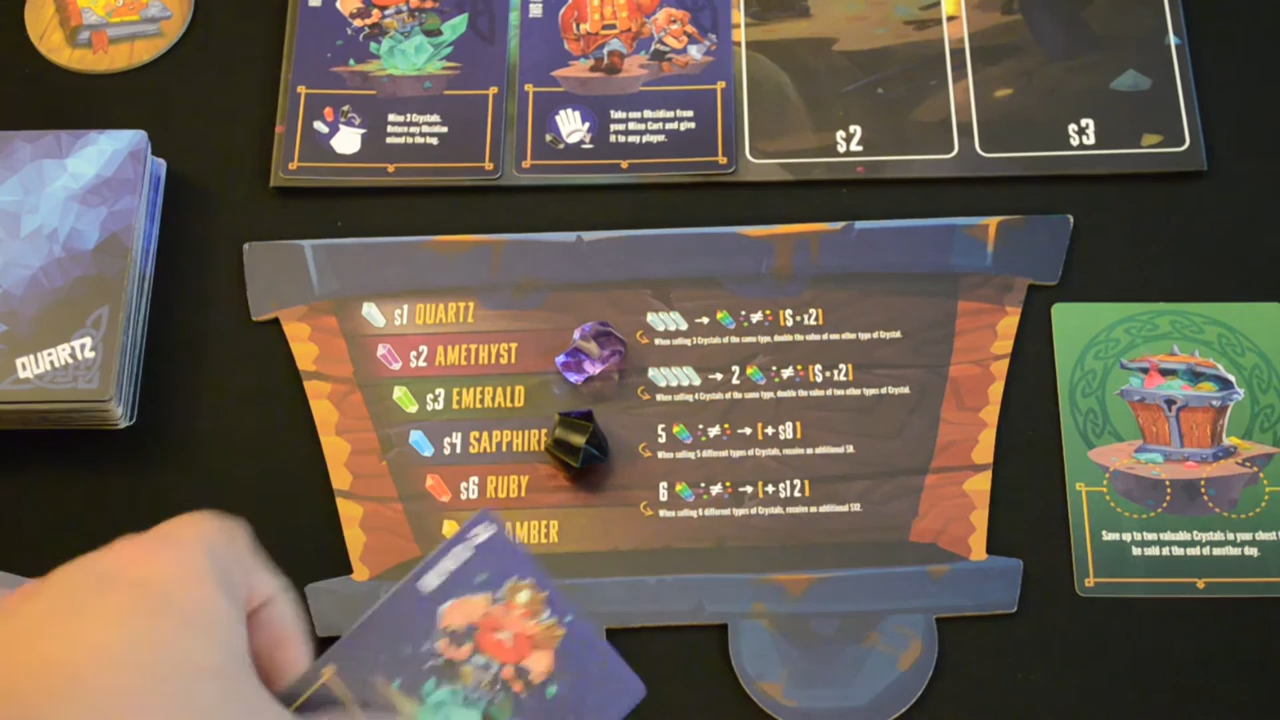 Mine 3 Crystals.
Return any Obsidian
mined to the bag.
Take one Obsidian from
your Mine Cart and give
it to any player.
$2
$3
QUARTZ
$1 QUARTZ
$2 AMETHYST
$3 EMERALD
$4 SAPPHIRE
$6 RUBY
AMBER
→ ≠ [$ = x2]
When selling 3 Crystals of the same type, double the value of one other type of Crystal.
→ 2 ≠ [$ = x2]
When selling 4 Crystals of the same type, double the value of two other types of Crystal.
5 ≠ → [+$8]
When selling 5 different types of Crystals, receive an additional $8.
6 ≠ → [+$12]
When selling 6 different types of Crystals, receive an additional $12.
Save up to two valuable Crystals in your chest
be sold at the end of another day.